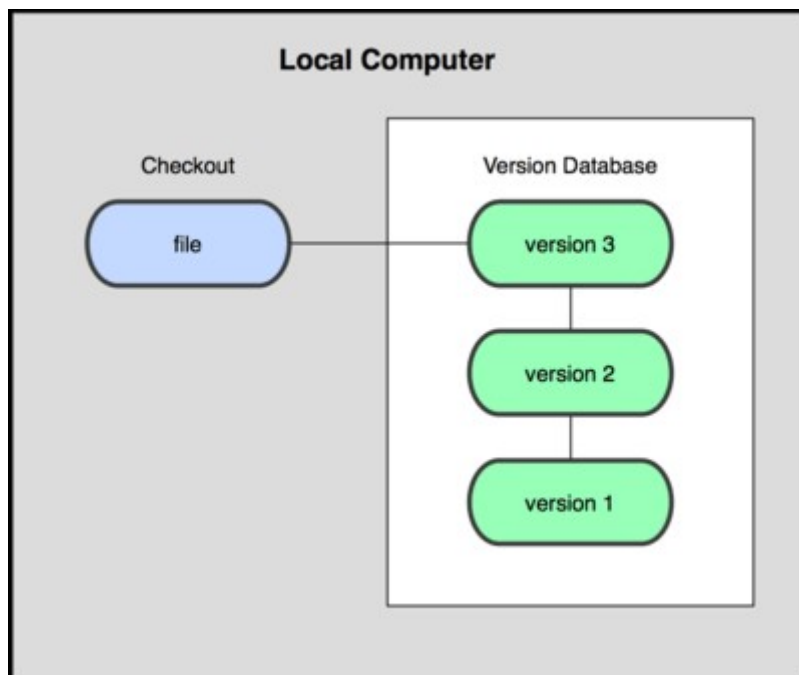 Local Computer
Checkout
Version Database
file
version 3
version 2
version 1